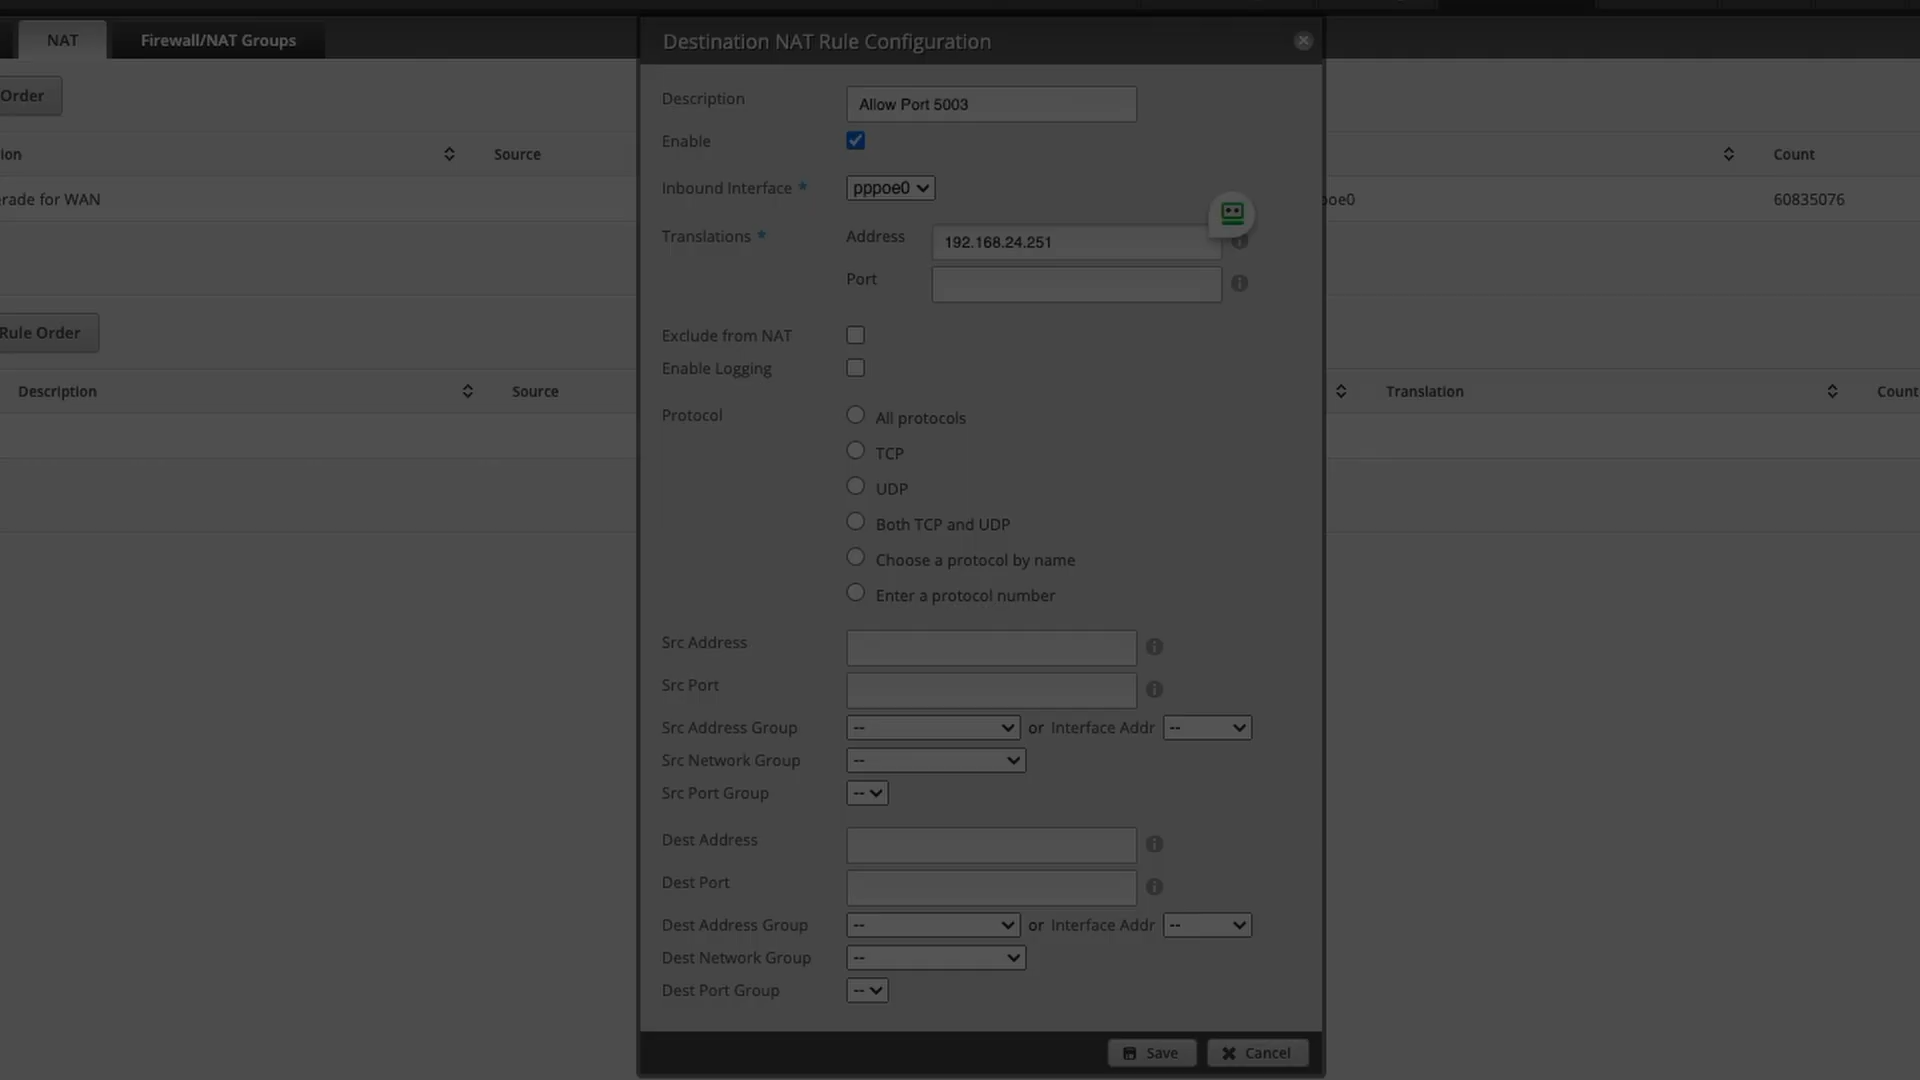 NAT
Firewall/NAT Groups
Order
ion
Source
Count
erade for WAN
poe0
60835076
Rule Order
Description
Source
Translation
Count
Destination NAT Rule Configuration
Description
Allow Port 5003
Enable
Inbound Interface *
pppoe0
Translations *
Address
192.168.24.251
Port
Exclude from NAT
Enable Logging
Protocol
All protocols
TCP
UDP
Both TCP and UDP
Choose a protocol by name
Enter a protocol number
Src Address
Src Port
Src Address Group
--
or Interface Addr
--
Src Network Group
--
Src Port Group
--
Dest Address
Dest Port
Dest Address Group
--
or Interface Addr
--
Dest Network Group
--
Dest Port Group
--
Save
Cancel